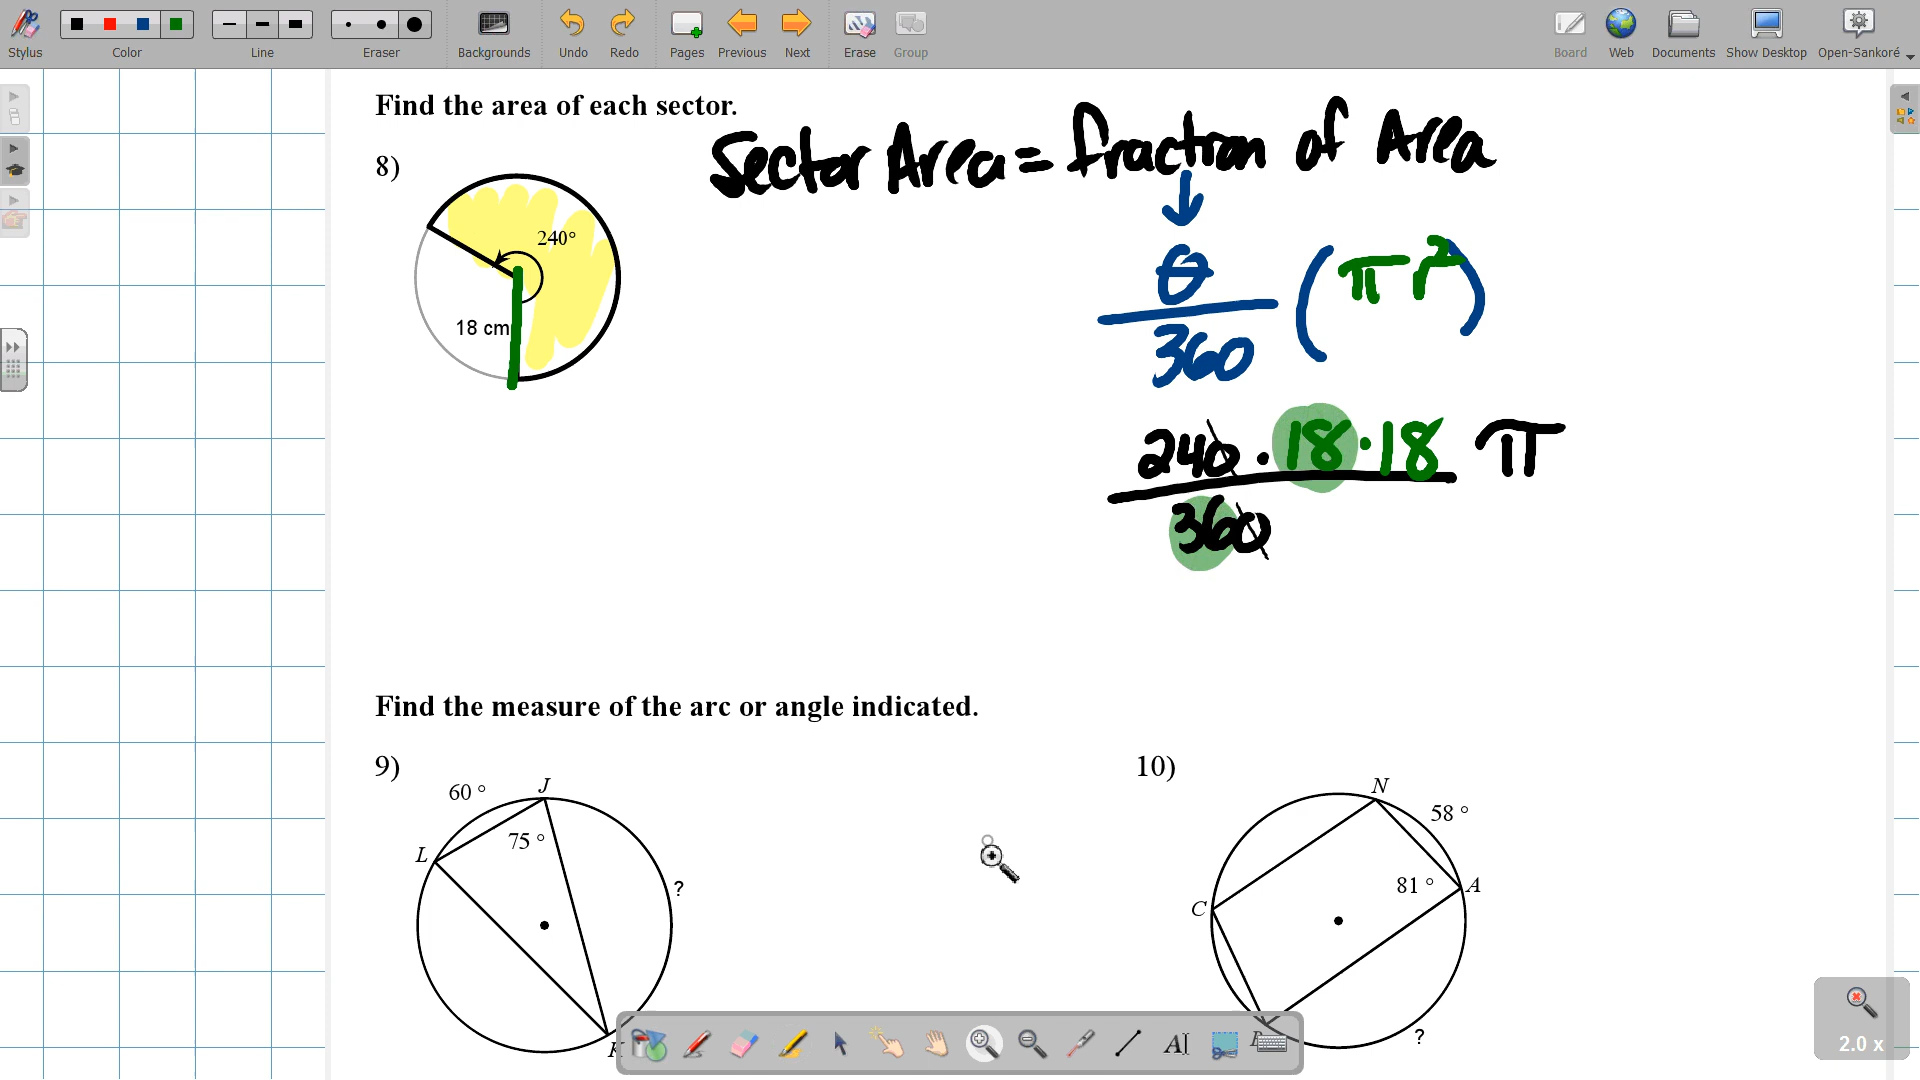 Stylus Color Line Eraser Backgrounds Undo Redo Pages Previous Next Erase Group Board Web Documents Show Desktop Open-Sankoré
Find the area of each sector.
Sector Area = fraction of Area
8)
240°
18 cm
θ
360
(πr²)
240 · 18 · 18 π
360
Find the measure of the arc or angle indicated.
9)
60 °
J
75 °
L
?
K
10)
N
58 °
81 °
A
C
?
AI
2.0 x